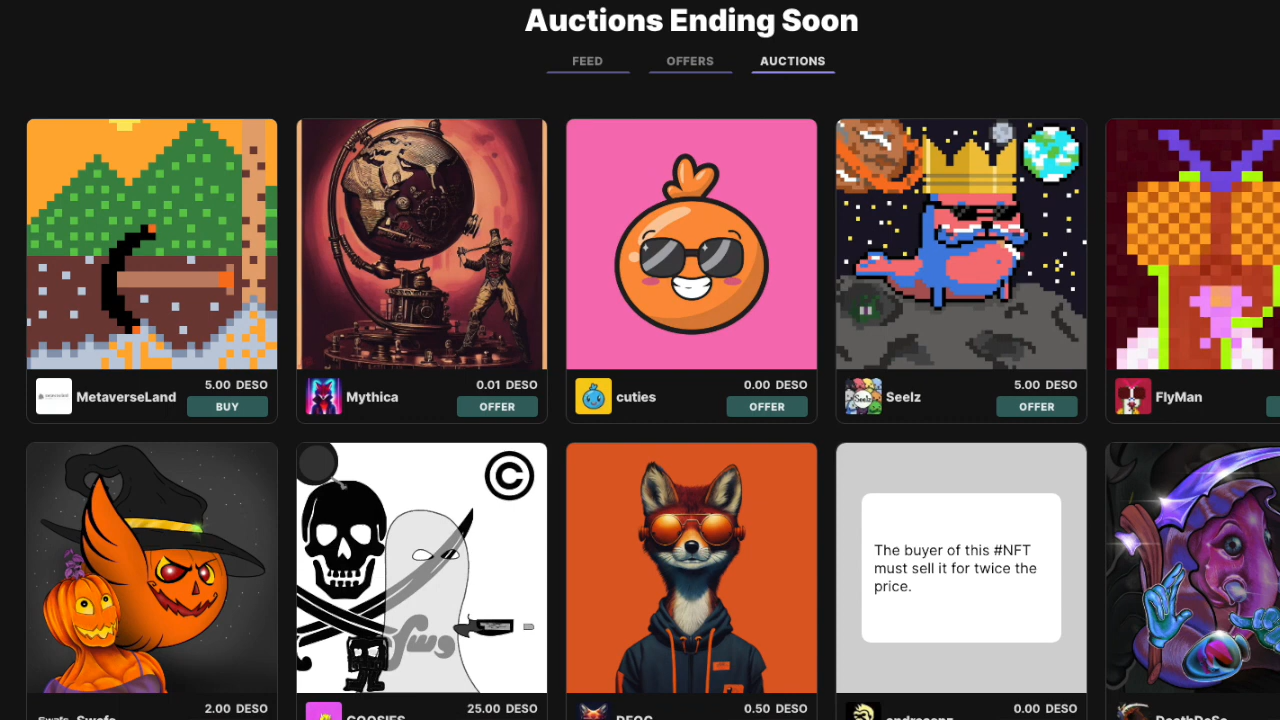 Auctions Ending Soon
FEED OFFERS AUCTIONS
MetaverseLand 5.00 DESO BUY
Mythica 0.01 DESO OFFER
cuties 0.00 DESO OFFER
Seelz 5.00 DESO OFFER
FlyMan
©
The buyer of this #NFT
must sell it for twice the
price.
Swafs 2.00 DESO
GOOSIES 25.00 DESO
0.50 DESO
0.00 DESO